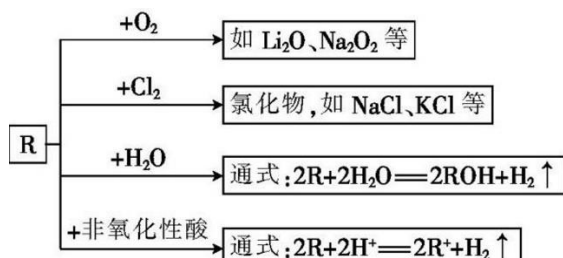 +O₂
如 Li₂O、Na₂O₂ 等
+Cl₂
氯化物,如 NaCl、KCl 等
R
+H₂O
通式:2R+2H₂O══2ROH+H₂↑
+非氧化性酸
通式:2R+2H⁺══2R⁺+H₂↑